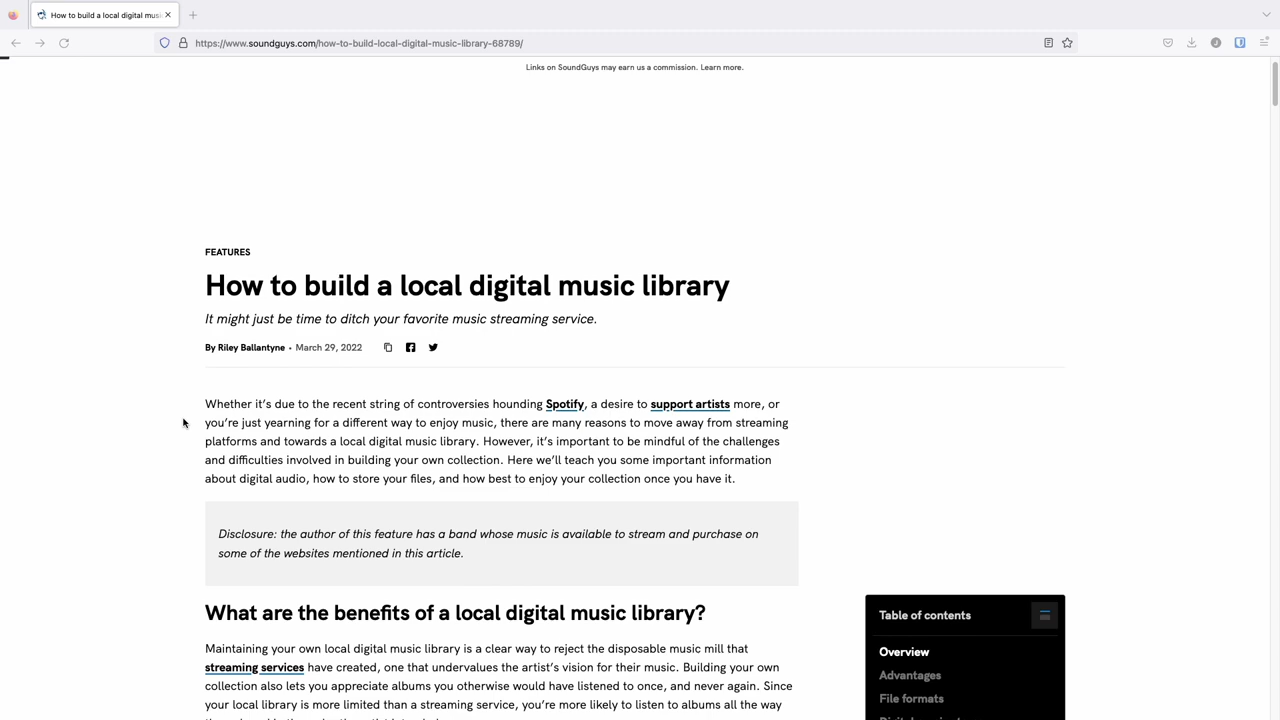 How to build a local digital mus
https://www.soundguys.com/how-to-build-local-digital-music-library-68789/
Links on SoundGuys may earn us a commission. Learn more.
FEATURES
How to build a local digital music library
It might just be time to ditch your favorite music streaming service.
By Riley Ballantyne • March 29, 2022
Whether it's due to the recent string of controversies hounding Spotify, a desire to support artists more, or
you're just yearning for a different way to enjoy music, there are many reasons to move away from streaming
platforms and towards a local digital music library. However, it's important to be mindful of the challenges
and difficulties involved in building your own collection. Here we'll teach you some important information
about digital audio, how to store your files, and how best to enjoy your collection once you have it.
Disclosure: the author of this feature has a band whose music is available to stream and purchase on
some of the websites mentioned in this article.
What are the benefits of a local digital music library?
Maintaining your own local digital music library is a clear way to reject the disposable music mill that
streaming services have created, one that undervalues the artist's vision for their music. Building your own
collection also lets you appreciate albums you otherwise would have listened to once, and never again. Since
your local library is more limited than a streaming service, you're more likely to listen to albums all the way
Table of contents
Overview
Advantages
File formats